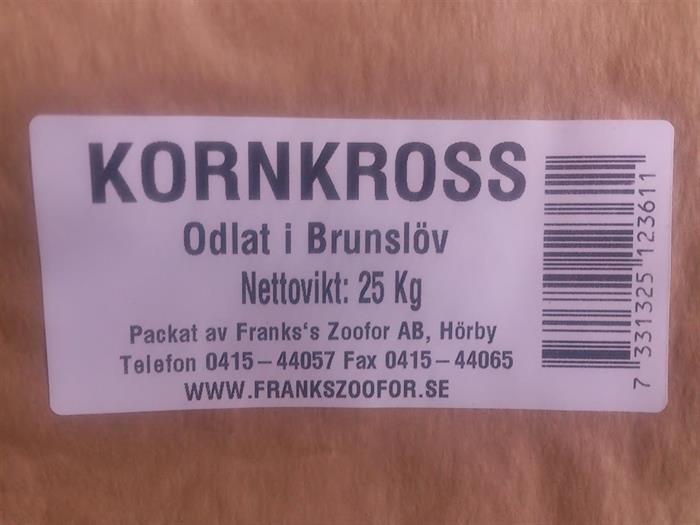 KORNKROSS
Odlat i Brunslöv
Nettovikt: 25 Kg
Packat av Franks‘s Zoofor AB, Hörby
Telefon 0415–44057 Fax 0415–44065
WWW.FRANKSZOOFOR.SE
7 331325 123611